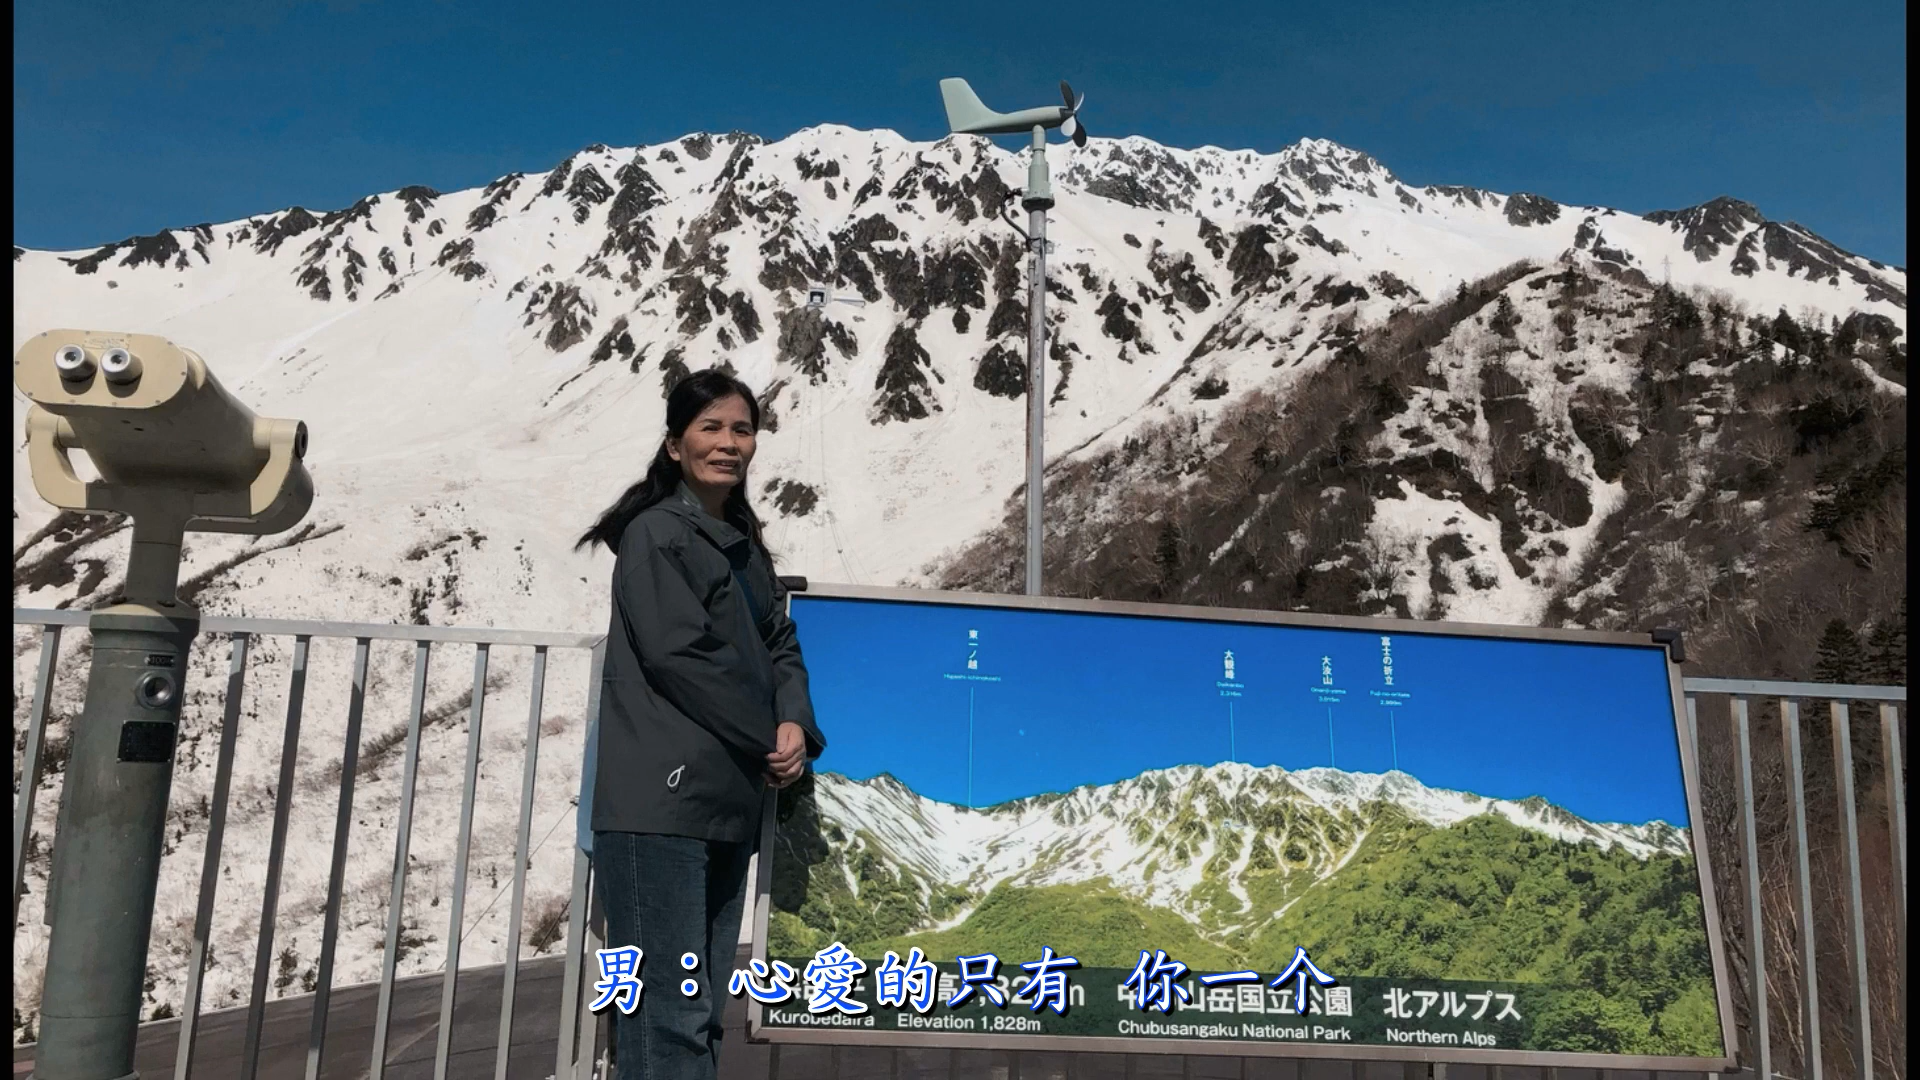 東一ノ越
大観峰
大汝山
富士の折立
2,999m
男：心愛的只有 你一个
山岳国立公園 北アルプス
Kurobedaira Elevation 1,828m Chubusangaku National Park Northern Alps